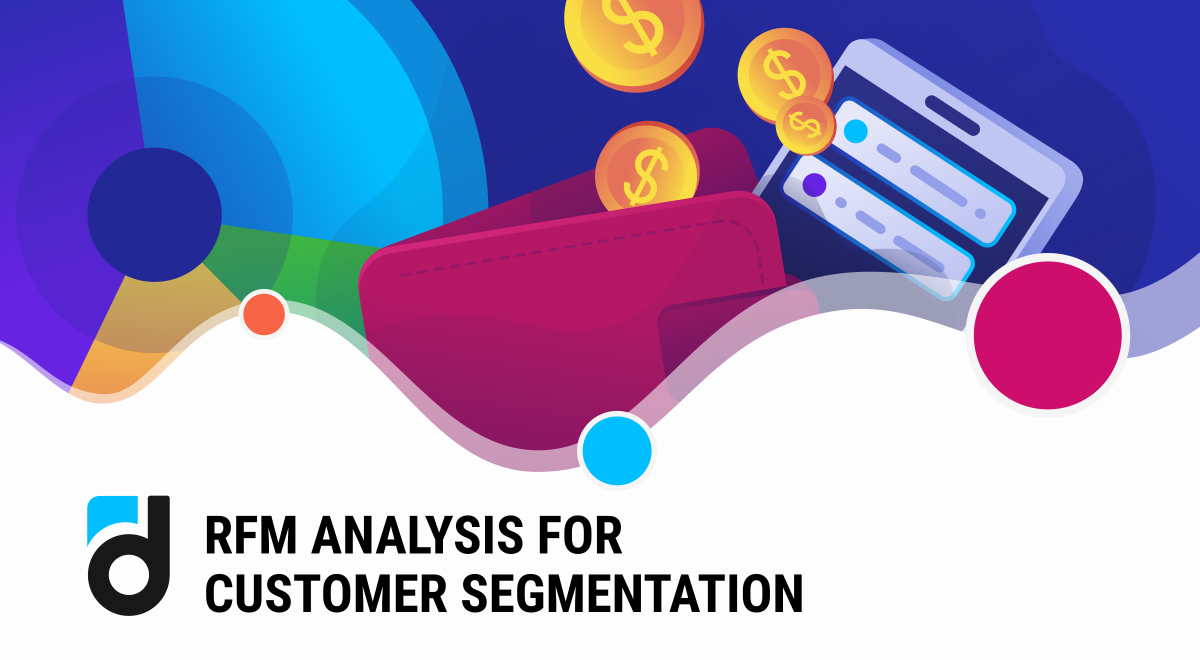 RFM ANALYSIS FOR
CUSTOMER SEGMENTATION